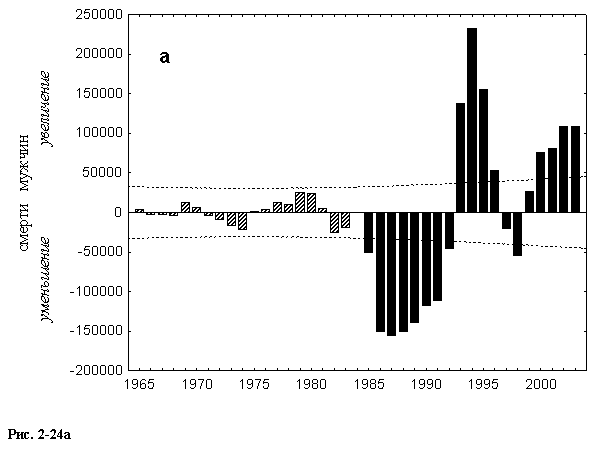 250000
200000
150000
100000
50000
0
-50000
-100000
-150000
-200000
а
увеличение
смерти мужчин
уменьшение
1965 1970 1975 1980 1985 1990 1995 2000
Рис. 2-24а